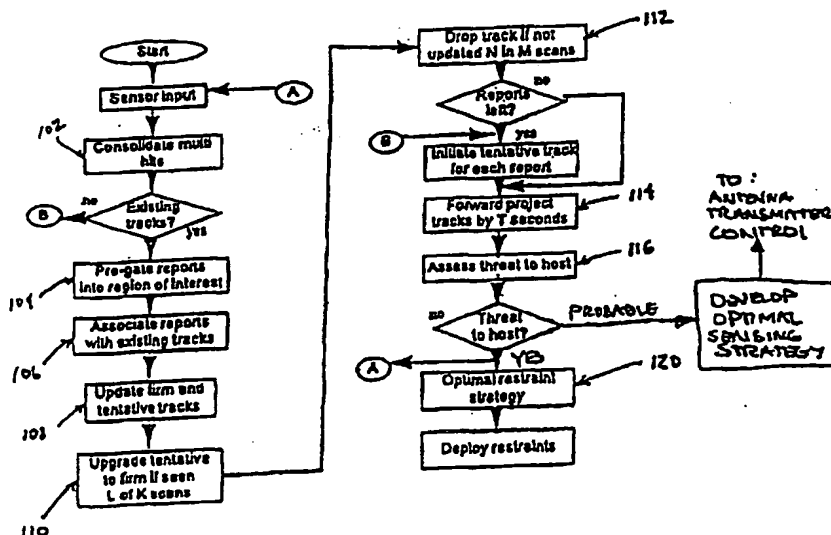 Start
Sensor input
A
102
Consolidate multi
hits
B
no
Existing
tracks?
yes
Pre-gate reports
into region of interest
104
Associate reports
with existing tracks
106
Update firm and
tentative tracks
108
Upgrade tentative
to firm if seen
L of K scans
110
Drop track if not
updated N in M scans
112
no
Reports
left?
B
yes
Initiate tentative track
for each report
Forward project
tracks by T seconds
114
Assess threat to host
116
no
Threat
to host?
PROBABLE
YES
A
Optimal restraint
strategy
120
Deploy restraints
TO:
ANTENNA
TRANSMITTER
CONTROL
DEVELOP
OPTIMAL
SENSING
STRATEGY